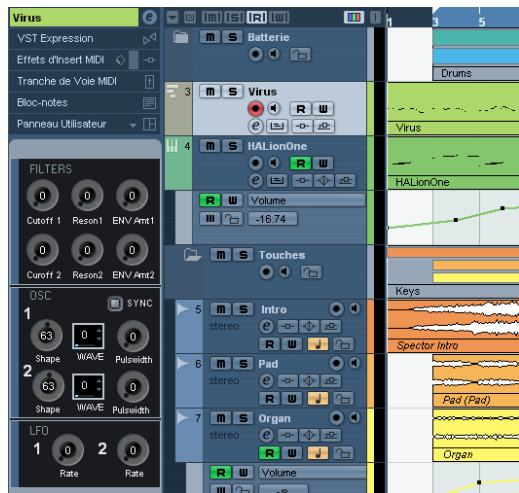 Virus
VST Expression
Effets d'Insert MIDI
Tranche de Voie MIDI
Bloc-notes
Panneau Utilisateur
FILTERS
0 0 0
Cutoff 1 Reson1 ENV Amt1
0 0 0
Curoff 2 Reson2 ENV Amt2
OSC
SYNC
1
63 0 0
Shape WAVE Pulswidth
2
63 0 0
Shape WAVE Pulswidth
LFO
1 0 2 0
Rate Rate
e [m] [S] [R] [W]
m S Batterie
3 m S Virus
R W
e
4 m S HALionOne
R W
e
R W Volume
-16.74
m S Touches
5 m S Intro
stereo e
R W
6 m S Pad
stereo e
R W
7 m S Organ
stereo e
R W
R W Volume
1 3 5
Drums
Virus
HALionOne
Keys
Spector Intro
Pad (Pad)
Organ